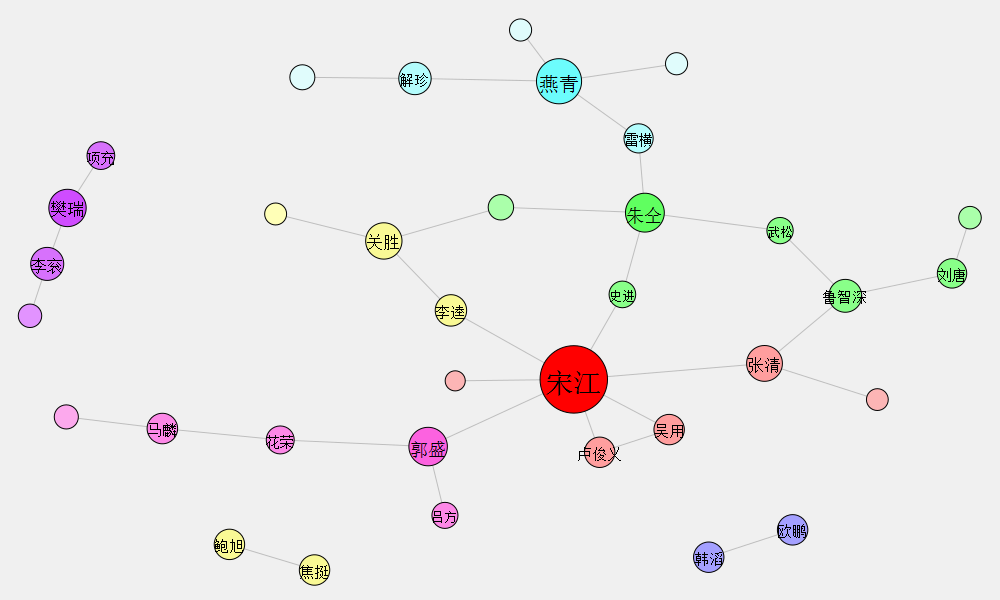 解珍
燕青
雷横
项充
樊瑞
朱仝
武松
关胜
李衮
刘唐
史进
鲁智深
李逵
张清
宋江
马麟
花荣
郭盛
吴用
卢俊义
吕方
欧鹏
鲍旭
韩滔
焦挺